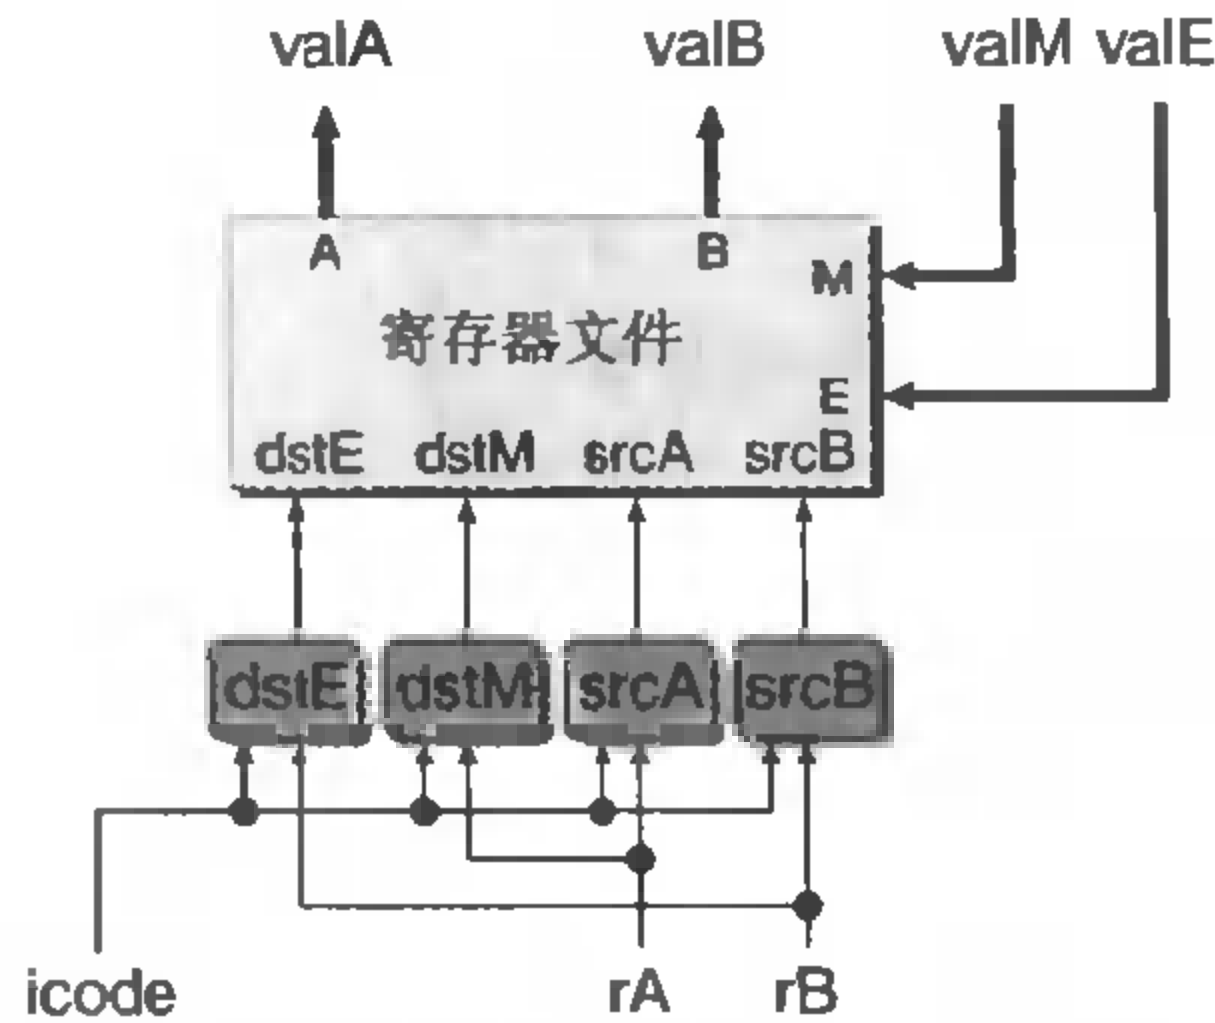 valA valB valM valE
A B
M
寄存器文件
E
dstE dstM srcA srcB
dstE dstM srcA srcB
icode rA rB